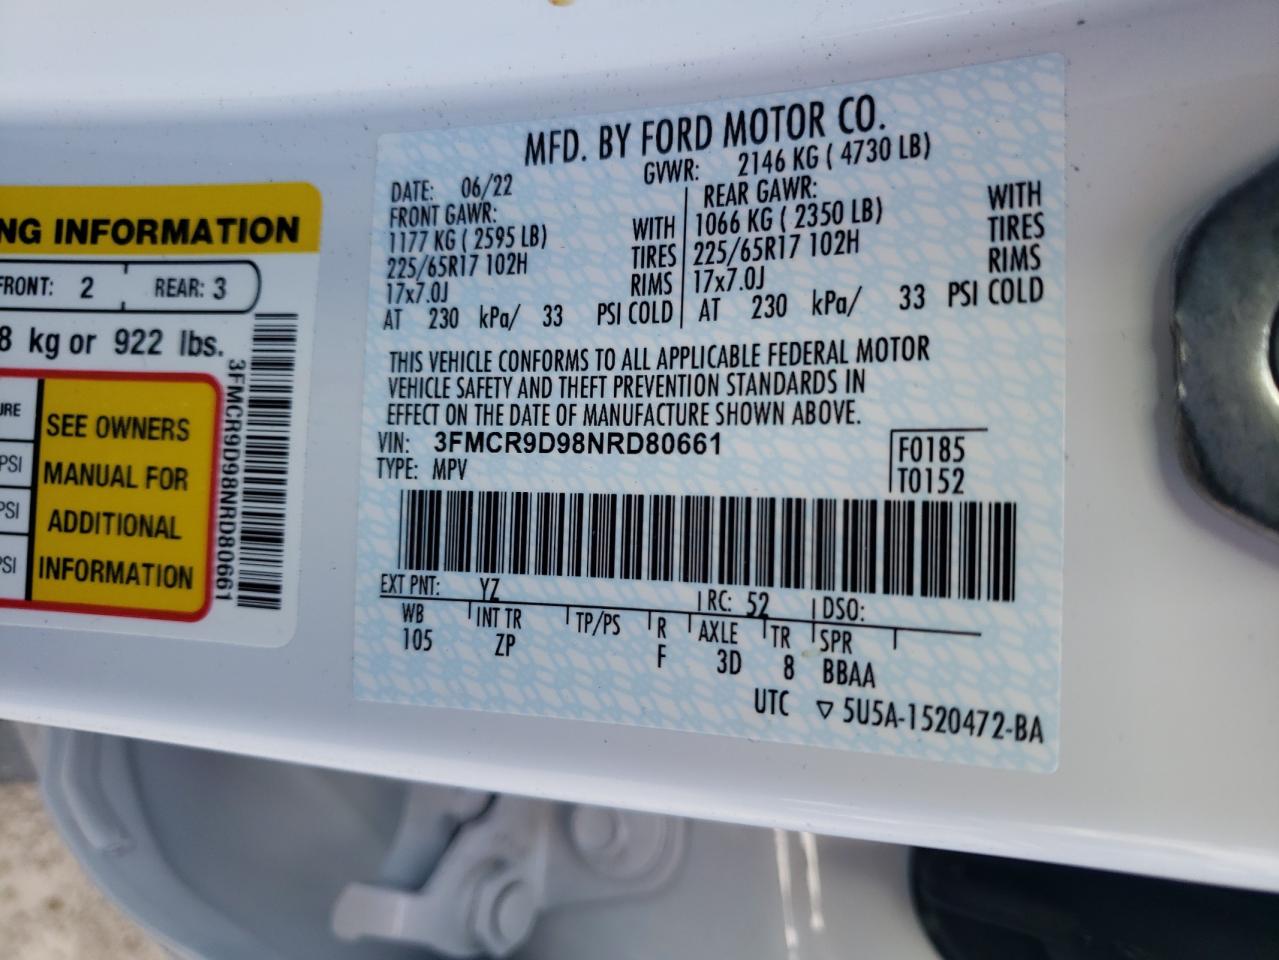 NG INFORMATION
FRONT: 2 REAR: 3
8 kg or 922 lbs.
URE
PSI
PSI
PSI
SEE OWNERS
MANUAL FOR
ADDITIONAL
INFORMATION
3FMCR9D98NRD80661
MFD. BY FORD MOTOR CO.
DATE: 06/22 GVWR: 2146 KG ( 4730 LB)
FRONT GAWR: REAR GAWR:
1177 KG ( 2595 LB) WITH 1066 KG ( 2350 LB) WITH
225/65R17 102H TIRES 225/65R17 102H TIRES
17x7.0J RIMS 17x7.0J RIMS
AT 230 kPa/ 33 PSI COLD AT 230 kPa/ 33 PSI COLD
THIS VEHICLE CONFORMS TO ALL APPLICABLE FEDERAL MOTOR
VEHICLE SAFETY AND THEFT PREVENTION STANDARDS IN
EFFECT ON THE DATE OF MANUFACTURE SHOWN ABOVE.
VIN: 3FMCR9D98NRD80661 F0185
TYPE: MPV T0152
EXT PNT: YZ RC: 52 DSO:
WB INT TR TP/PS R AXLE TR SPR
105 ZP F 3D 8 BBAA
UTC ▽ 5U5A-1520472-BA